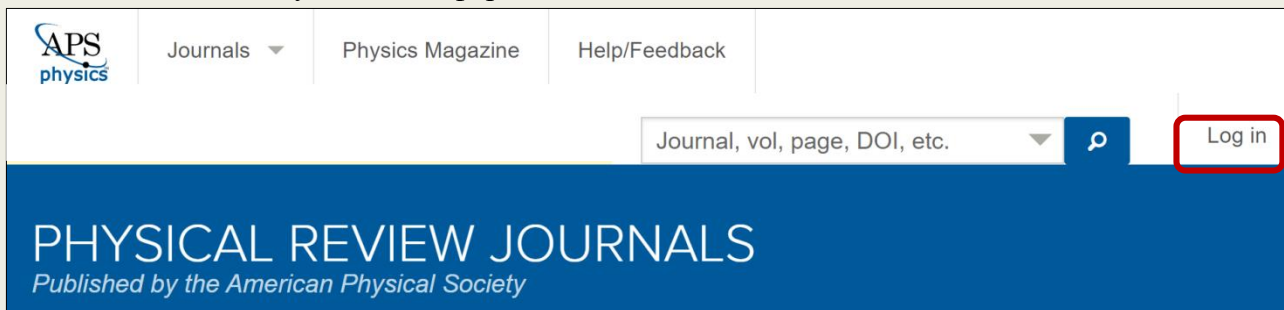 APS
physics
Journals
Physics Magazine
Help/Feedback
Journal, vol, page, DOI, etc.
Log in
PHYSICAL REVIEW JOURNALS
Published by the American Physical Society